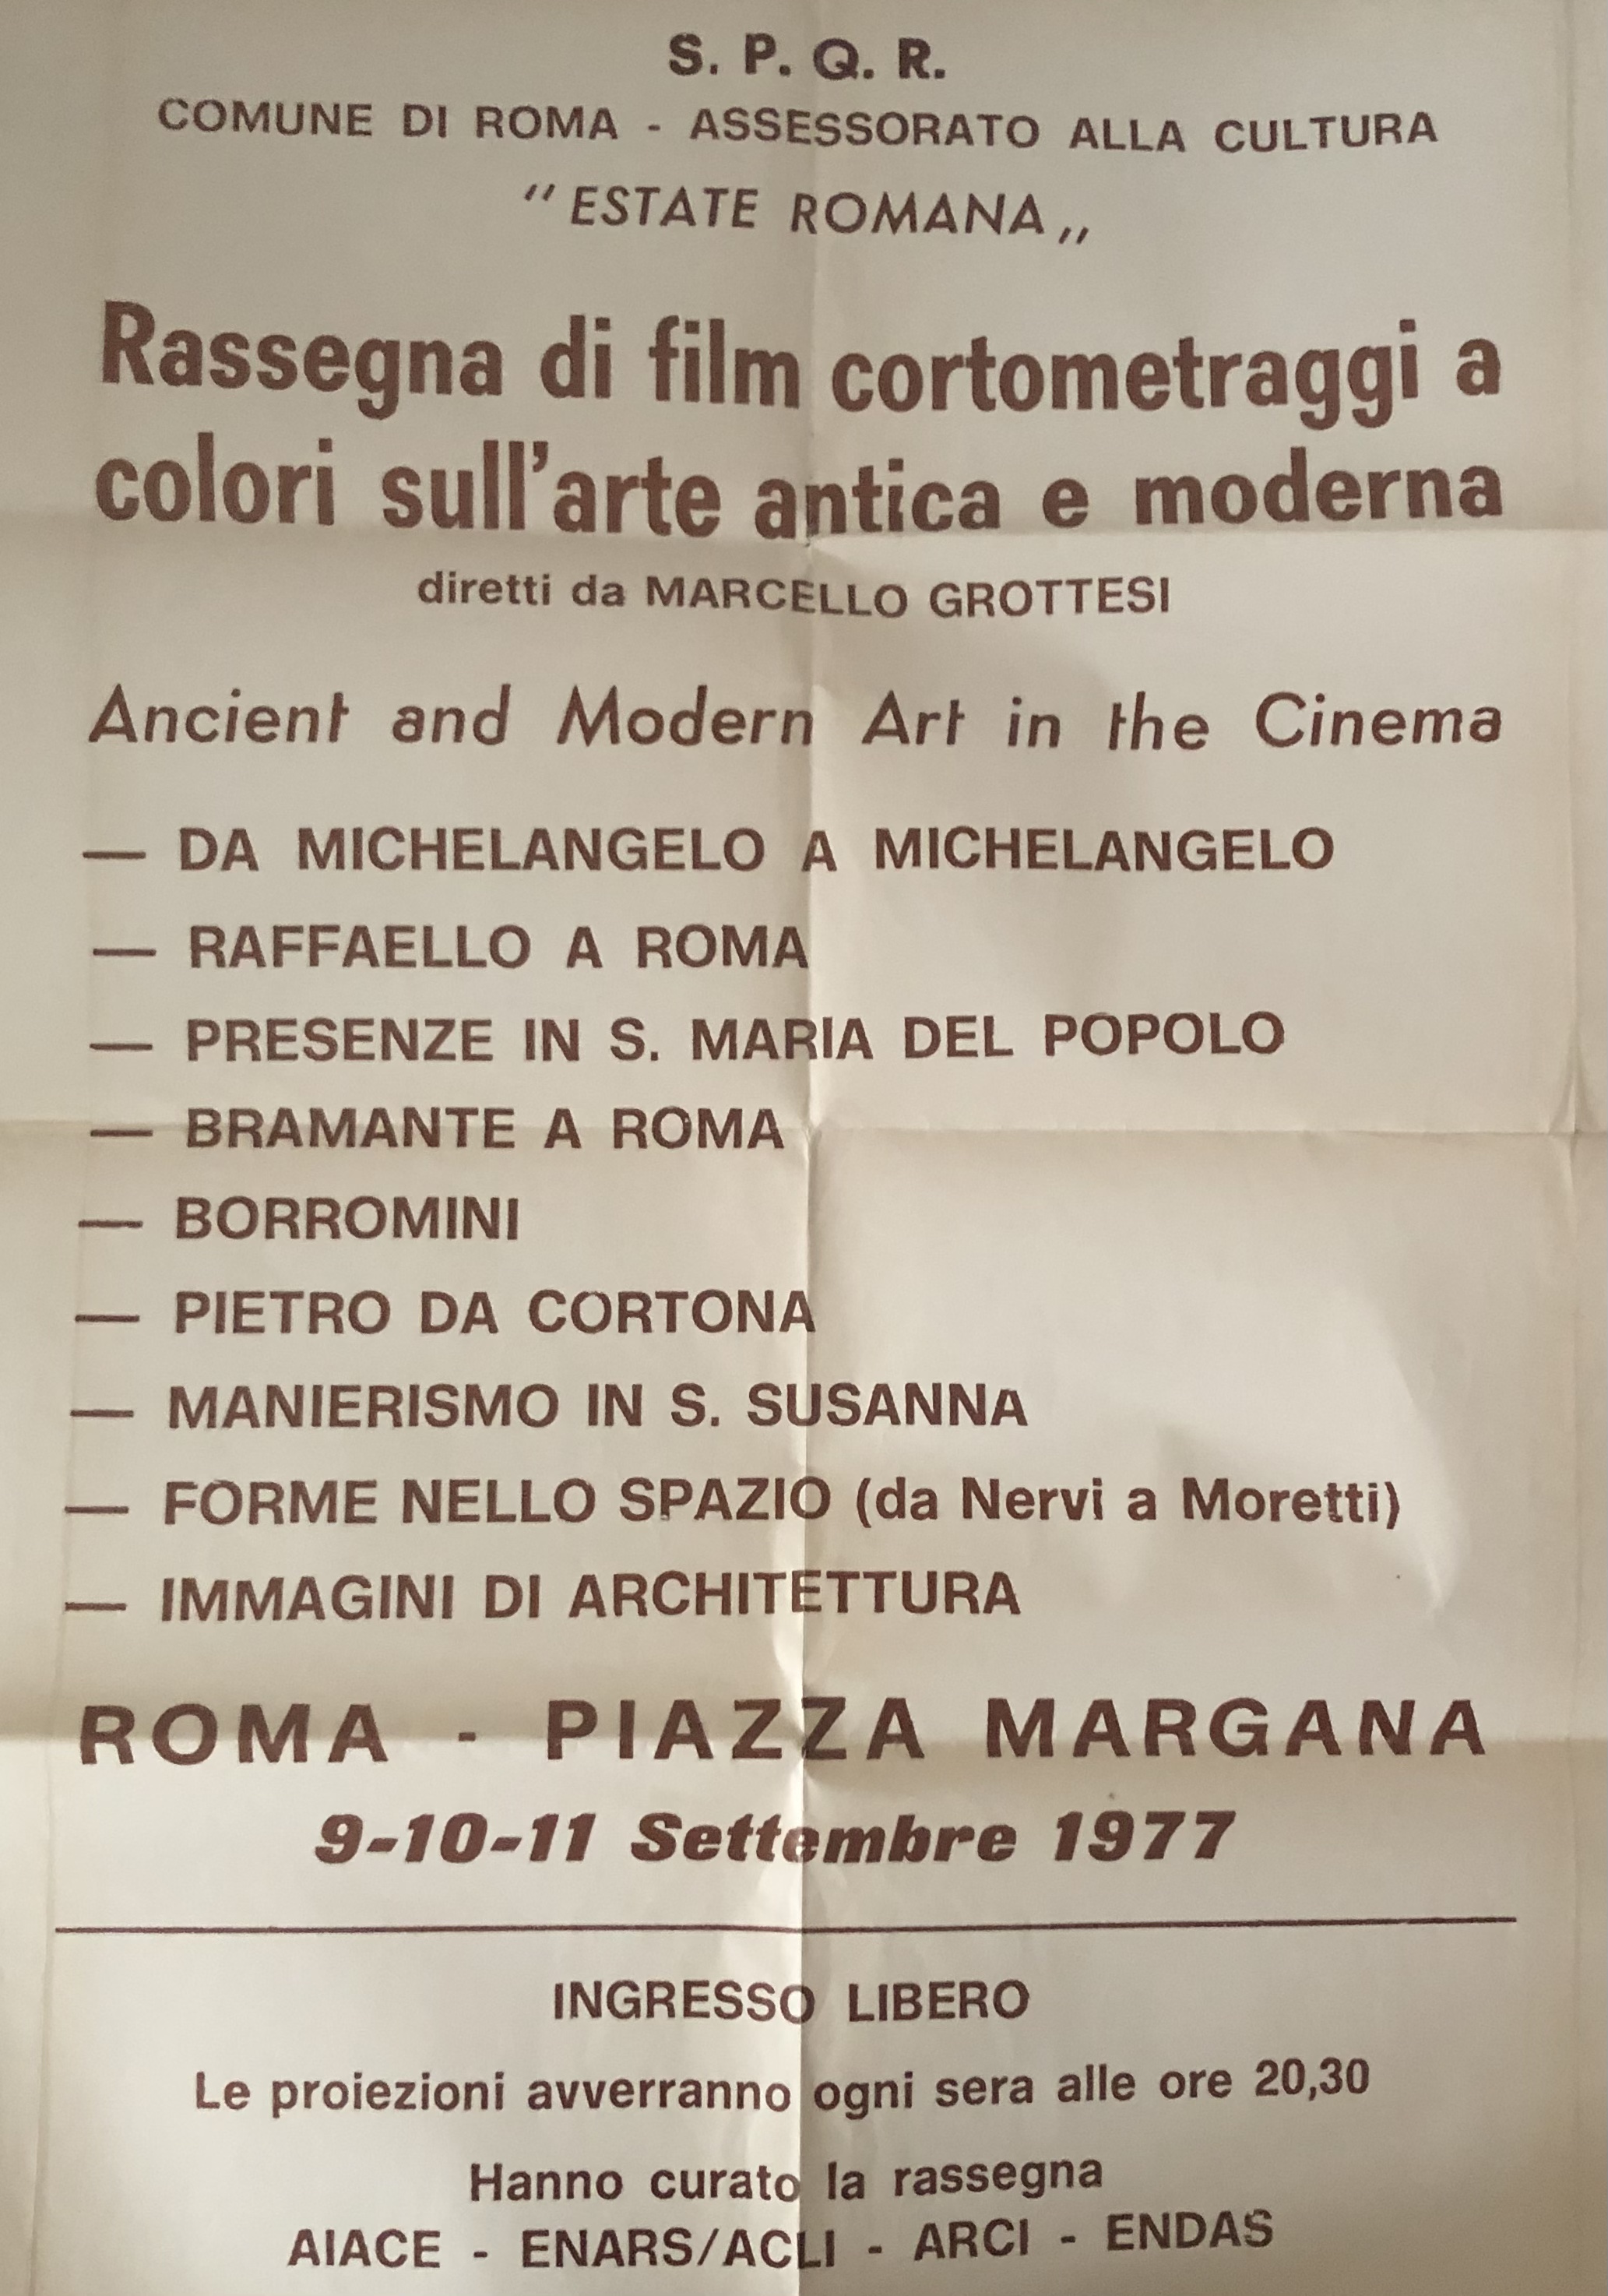 S. P. Q. R.
COMUNE DI ROMA - ASSESSORATO ALLA CULTURA
"ESTATE ROMANA„
Rassegna di film cortometraggi a
colori sull'arte antica e moderna
diretti da MARCELLO GROTTESI
Ancient and Modern Art in the Cinema
— DA MICHELANGELO A MICHELANGELO
— RAFFAELLO A ROMA
— PRESENZE IN S. MARIA DEL POPOLO
— BRAMANTE A ROMA
— BORROMINI
— PIETRO DA CORTONA
— MANIERISMO IN S. SUSANNA
— FORME NELLO SPAZIO (da Nervi a Moretti)
— IMMAGINI DI ARCHITETTURA
ROMA - PIAZZA MARGANA
9-10-11 Settembre 1977
INGRESSO LIBERO
Le proiezioni avverranno ogni sera alle ore 20,30
Hanno curato la rassegna
AIACE - ENARS/ACLI - ARCI - ENDAS